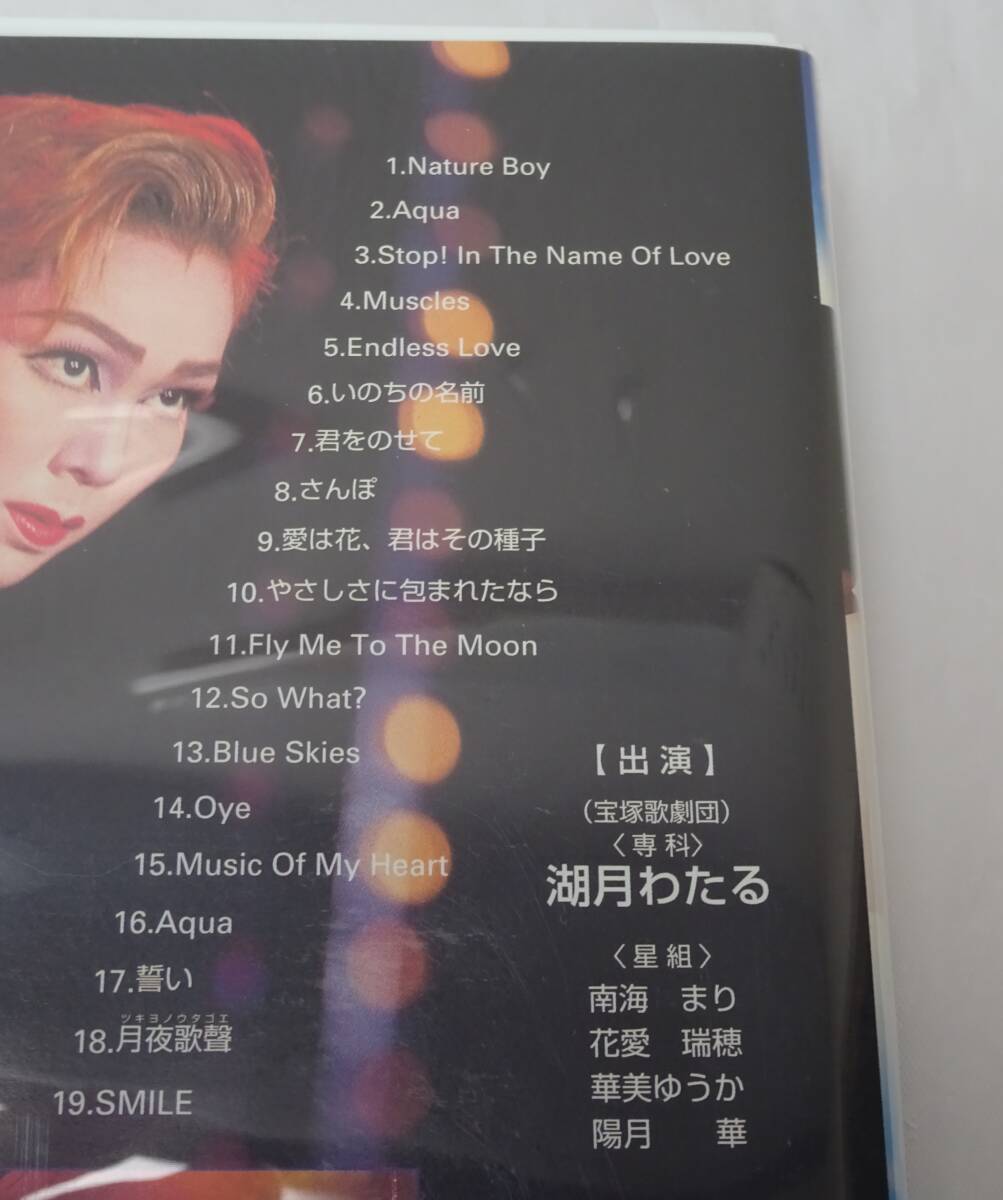 1.Nature Boy
2.Aqua
3.Stop! In The Name Of Love
4.Muscles
5.Endless Love
6.いのちの名前
7.君をのせて
8.さんぽ
9.愛は花、君はその種子
10.やさしさに包まれたなら
11.Fly Me To The Moon
12.So What?
13.Blue Skies
14.Oye
15.Music Of My Heart
16.Aqua
17.誓い
ツキヨノウタゴエ
18.月夜歌聲
19.SMILE
【出演】
(宝塚歌劇団)
〈専科〉
湖月わたる
〈星組〉
南海 まり
花愛 瑞穂
華美ゆうか
陽月 華